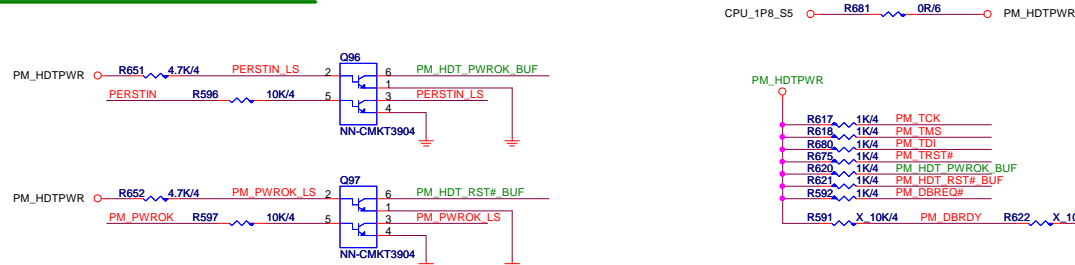 CPU_1P8_S5 R681 0R/6 PM_HDTPWR
Q96
PM_HDTPWR R651 4.7K/4 PERSTIN_LS 2 6 PM_HDT_PWROK_BUF
1
PERSTIN R596 10K/4 5 3 PERSTIN_LS
4
NN-CMKT3904
Q97
PM_HDTPWR R652 4.7K/4 PM_PWROK_LS 2 6 PM_HDT_RST#_BUF
1
PM_PWROK R597 10K/4 5 3 PM_PWROK_LS
4
NN-CMKT3904
PM_HDTPWR
R617 1K/4 PM_TCK
R618 1K/4 PM_TMS
R680 1K/4 PM_TDI
R675 1K/4 PM_TRST#
R620 1K/4 PM_HDT_PWROK_BUF
R621 1K/4 PM_HDT_RST#_BUF
R592 1K/4 PM_DBREQ#
R591 X_10K/4 PM_DBRDY R622